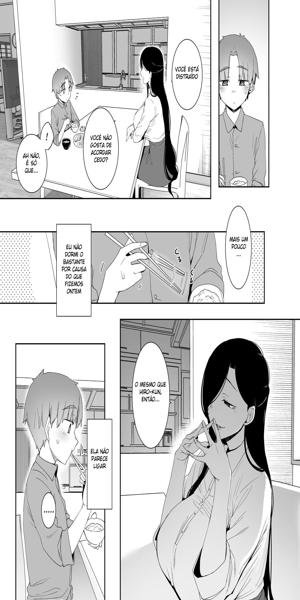 VOCÊ ESTÁ
DISTRAÍDO
VOCÊ NÃO
GOSTA DE
ACORDAR
CEDO?
!
AH NÃO,
É SÓ
QUE...
MAIS UM
POUCO
...
EU NÃO
DORMI O
BASTANTE
POR CAUSA
DO QUE
FIZEMOS
ONTEM
O MESMO QUE
HIRO-KUN,
ENTÃO...
ELA NÃO
PARECE
LIGAR
.....